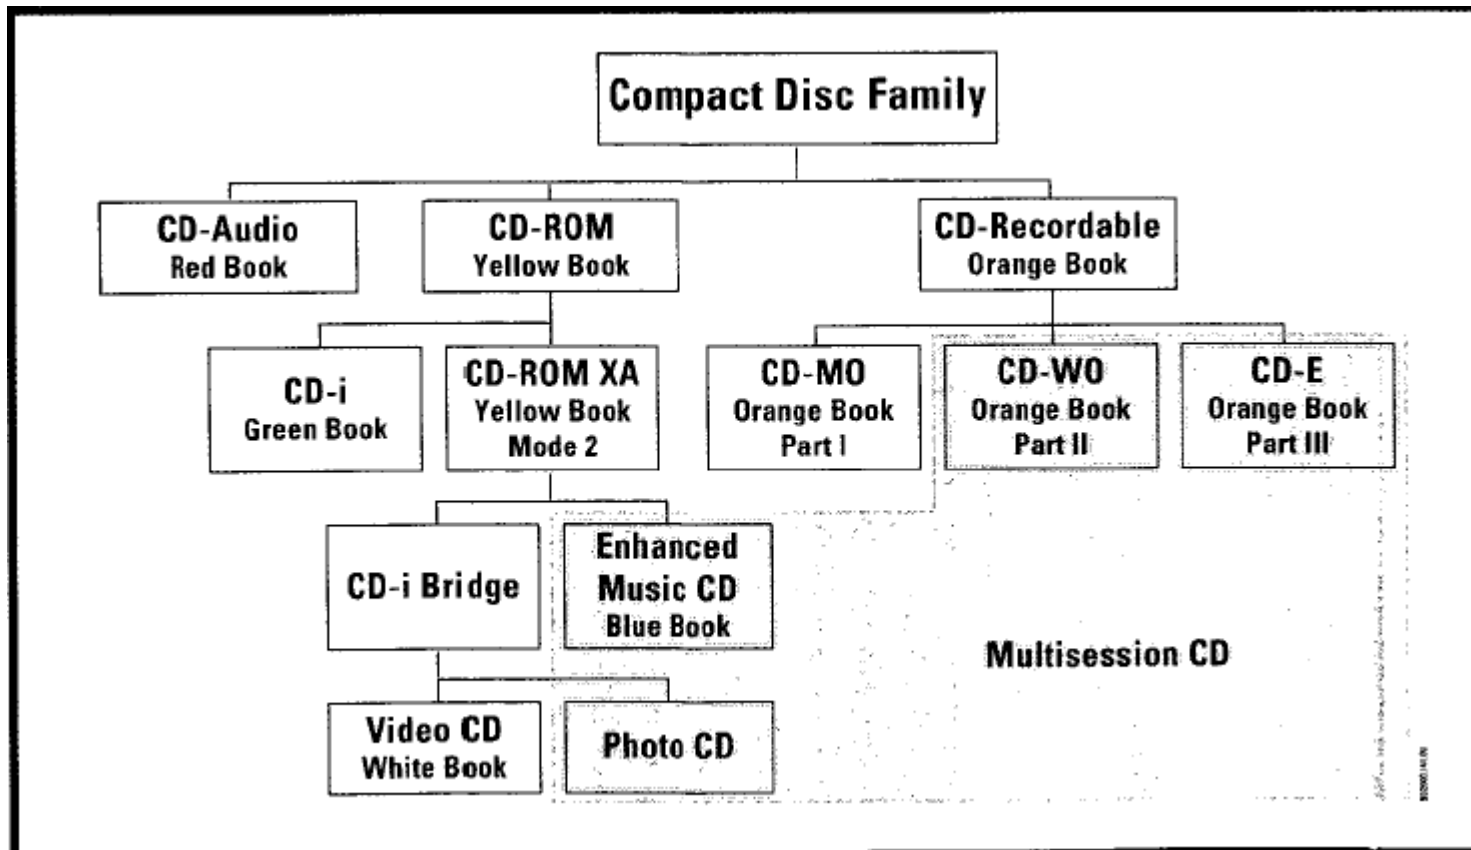 Compact Disc Family
CD-Audio
Red Book
CD-ROM
Yellow Book
CD-Recordable
Orange Book
CD-i
Green Book
CD-ROM XA
Yellow Book
Mode 2
CD-MO
Orange Book
Part I
CD-WO
Orange Book
Part II
CD-E
Orange Book
Part III
CD-i Bridge
Enhanced
Music CD
Blue Book
Multisession CD
Video CD
White Book
Photo CD